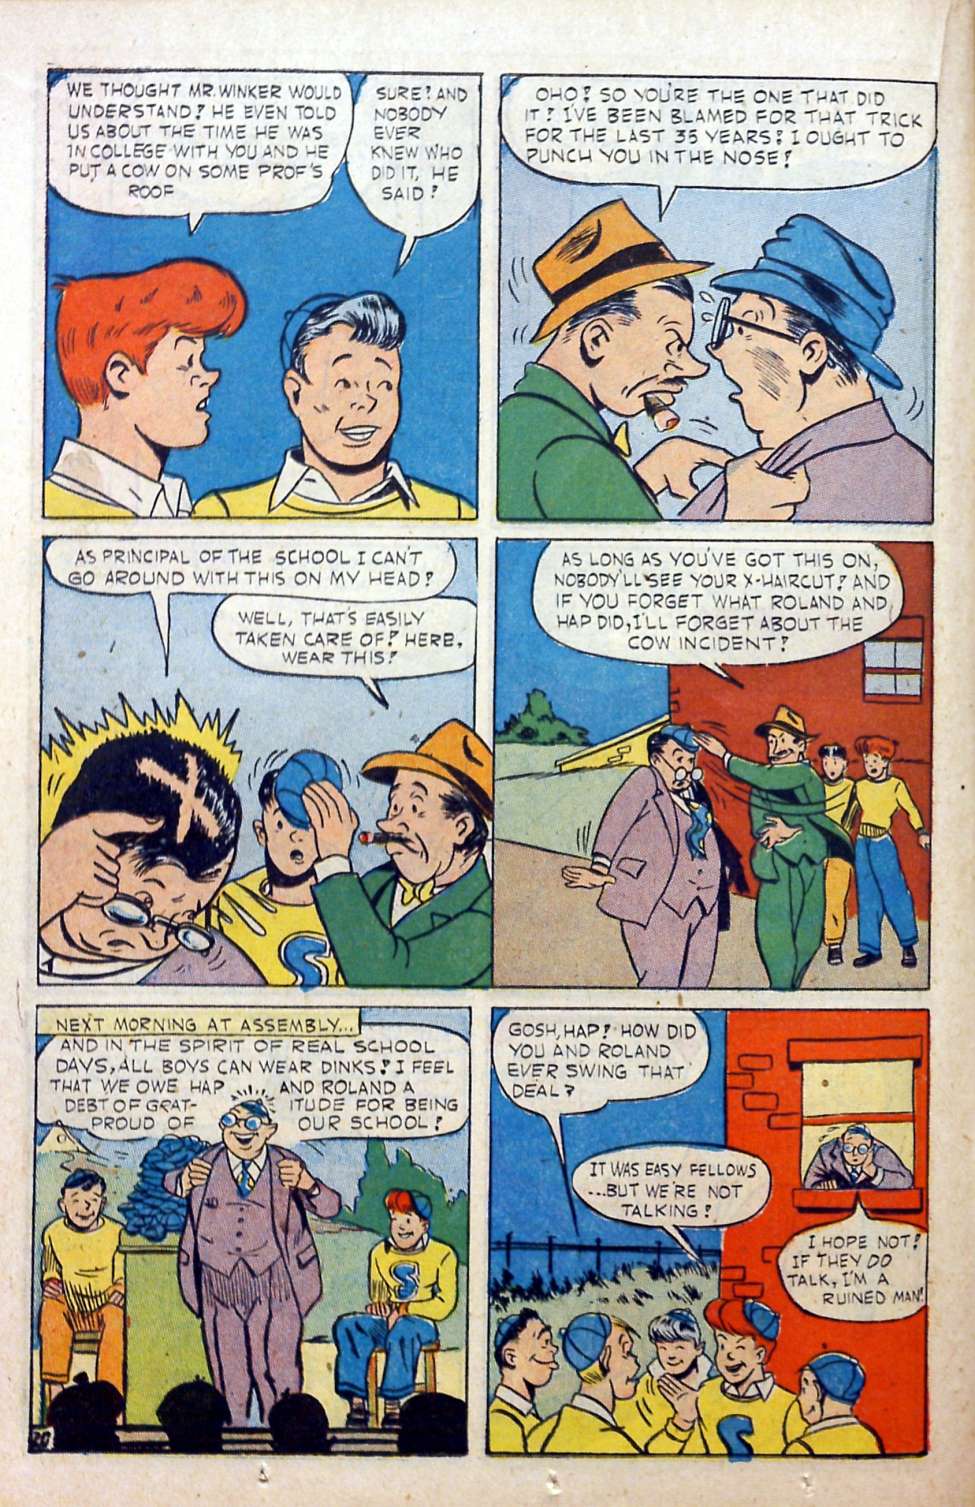 WE THOUGHT MR. WINKER WOULD
UNDERSTAND! HE EVEN TOLD
US ABOUT THE TIME HE WAS
IN COLLEGE WITH YOU AND HE
PUT A COW ON SOME PROF'S
ROOF
SURE! AND
NOBODY
EVER
KNEW WHO
DID IT, HE
SAID!
OHO! SO YOU'RE THE ONE THAT DID
IT! I'VE BEEN BLAMED FOR THAT TRICK
FOR THE LAST 35 YEARS! I OUGHT TO
PUNCH YOU IN THE NOSE!
AS PRINCIPAL OF THE SCHOOL I CAN'T
GO AROUND WITH THIS ON MY HEAD!
WELL, THAT'S EASILY
TAKEN CARE OF! HERE,
WEAR THIS!
X
S
AS LONG AS YOU'VE GOT THIS ON,
NOBODY'LL SEE YOUR X-HAIRCUT! AND
IF YOU FORGET WHAT ROLAND AND
HAP DID, I'LL FORGET ABOUT THE
COW INCIDENT!
NEXT MORNING AT ASSEMBLY...
AND IN THE SPIRIT OF REAL SCHOOL
DAYS, ALL BOYS CAN WEAR DINKS! I FEEL
THAT WE OWE HAP AND ROLAND A
DEBT OF GRAT- ITUDE FOR BEING
PROUD OF OUR SCHOOL!
S
20
GOSH, HAP! HOW DID
YOU AND ROLAND
EVER SWING THAT
DEAL?
IT WAS EASY FELLOWS
...BUT WE'RE NOT
TALKING!
I HOPE NOT!
IF THEY DO
TALK, I'M A
RUINED MAN!
S